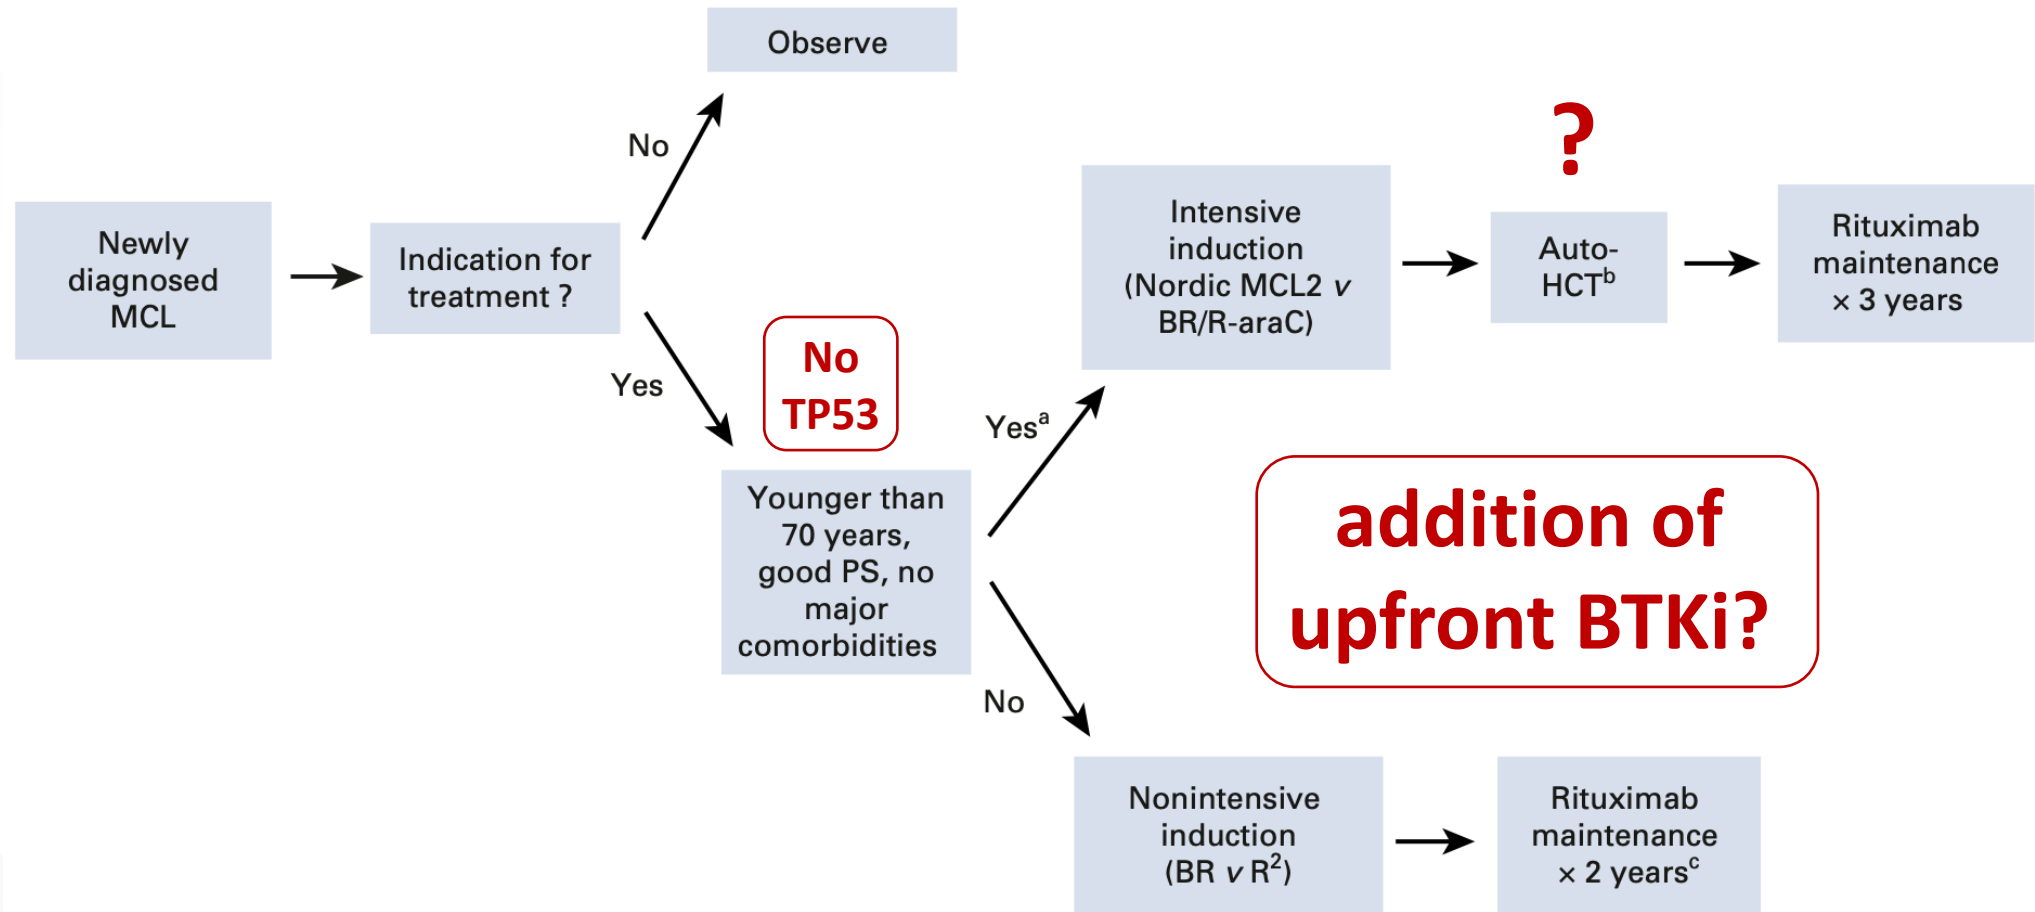 Observe
No
Newly
diagnosed
MCL
Indication for
treatment ?
Yes
No
TP53
Younger than
70 years,
good PS, no
major
comorbidities
Yesᵃ
Intensive
induction
(Nordic MCL2 v
BR/R-araC)
?
Auto-
HCTᵇ
Rituximab
maintenance
× 3 years
addition of
upfront BTKi?
No
Nonintensive
induction
(BR v R²)
Rituximab
maintenance
× 2 yearsᶜ